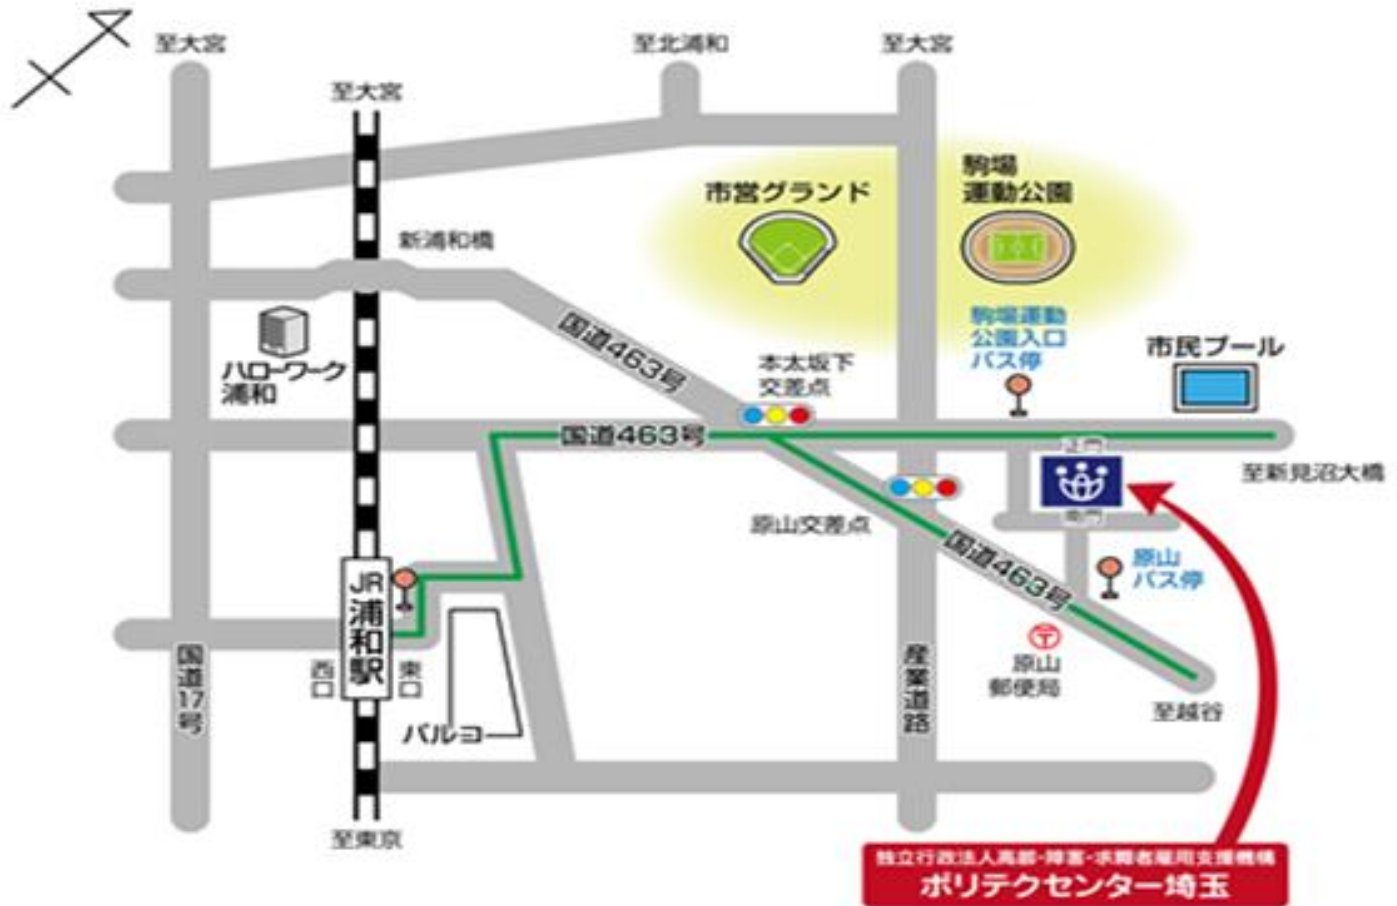 至大宮
至北浦和
至大宮
至大宮
駒場
運動公園
市営グランド
新浦和橋
駒場運動
公園入口
バス停
国道463号
市民プール
本太坂下
交差点
ハローワーク
浦和
国道463号
正門
至新見沼大橋
南門
原山交差点
国道463号
原山
バス停
JR
浦和駅
西口
東口
国道17号
産業道路
原山
郵便局
至越谷
パルコ
至東京
独立行政法人高齢・障害・求職者雇用支援機構
ポリテクセンター埼玉